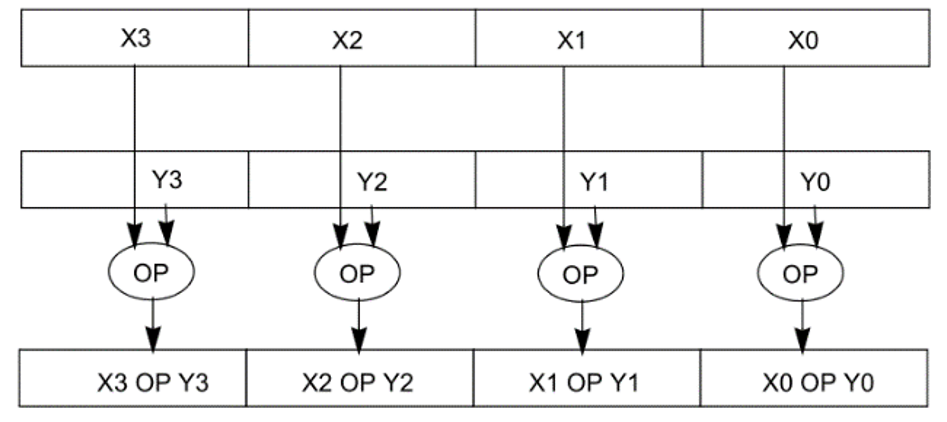 X3 X2 X1 X0
Y3 Y2 Y1 Y0
OP OP OP OP
X3 OP Y3 X2 OP Y2 X1 OP Y1 X0 OP Y0